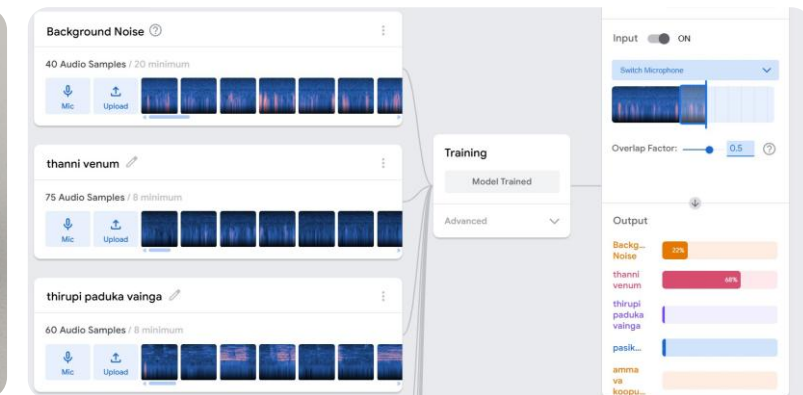 Background Noise
40 Audio Samples / 20 minimum
Mic
Upload
thanni venum
75 Audio Samples / 8 minimum
Mic
Upload
thirupi paduka vainga
60 Audio Samples / 8 minimum
Mic
Upload
Training
Model Trained
Advanced
Input ON
Switch Microphone
Overlap Factor: 0.5
Output
Backg...
Noise
22%
thanni
venum
68%
thirupi
paduka
vainga
pasik...
amma
va
koopu...